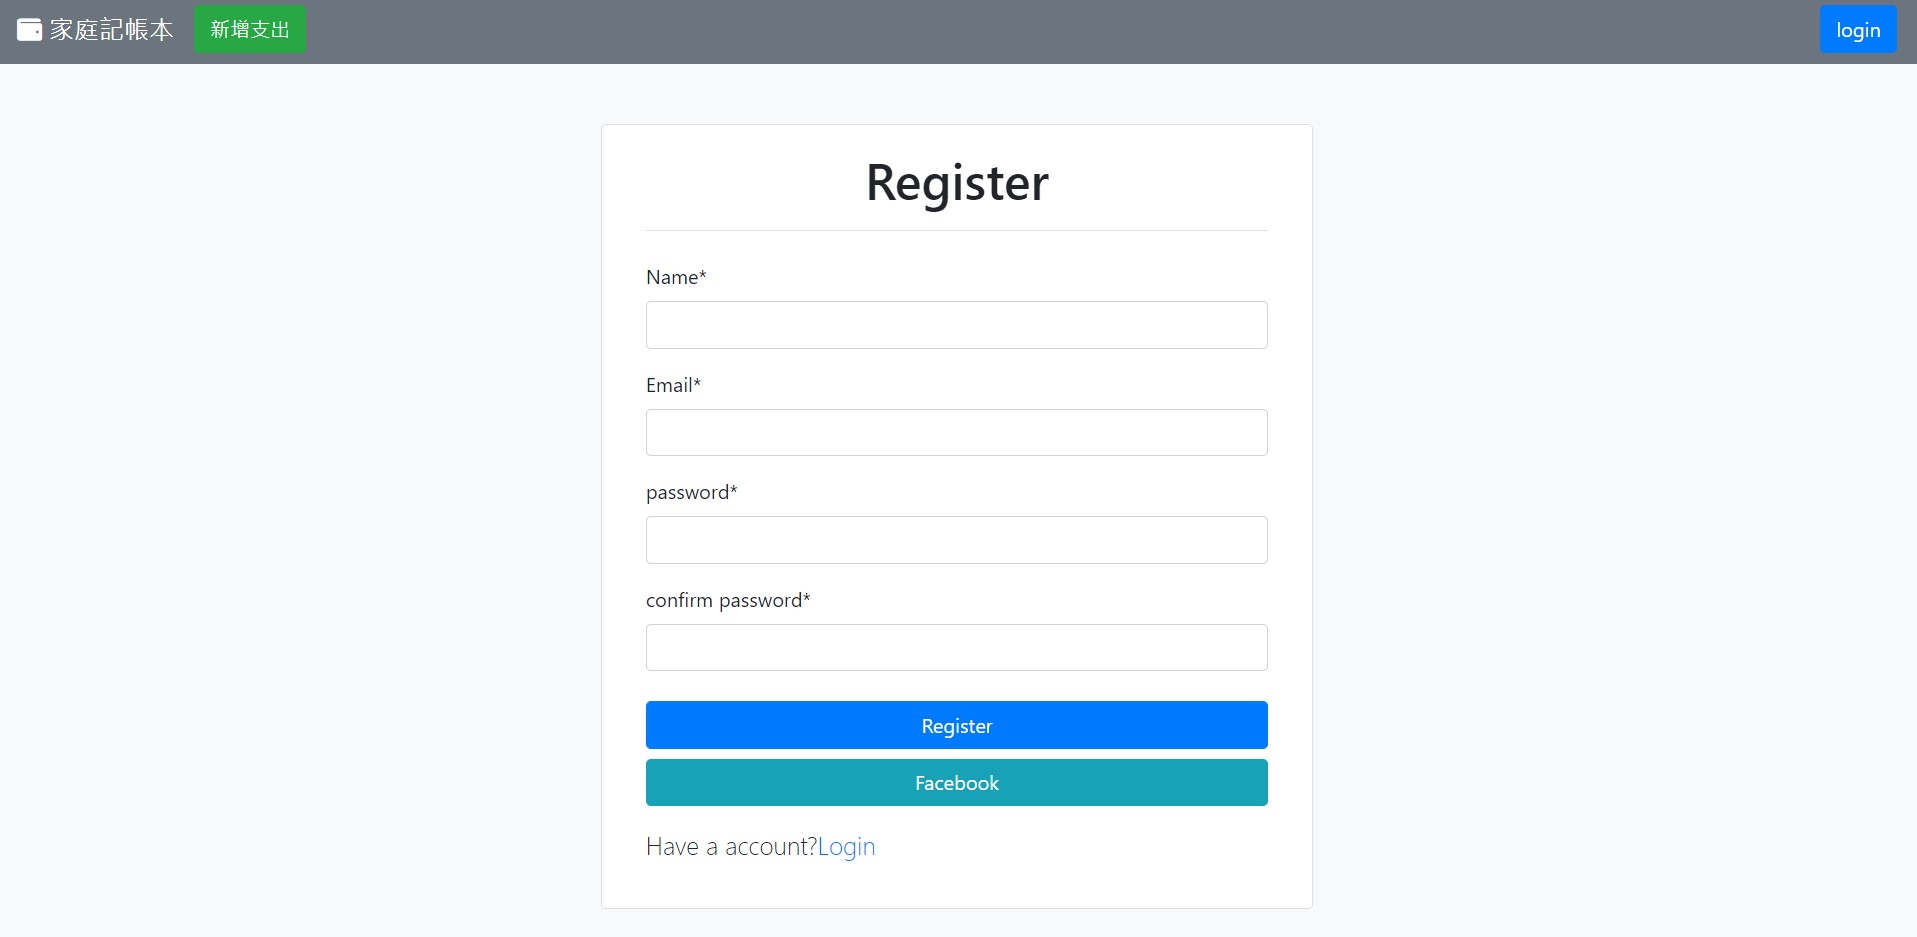 家庭記帳本 新增支出 login
Register
Name*
Email*
password*
confirm password*
Register
Facebook
Have a account?Login